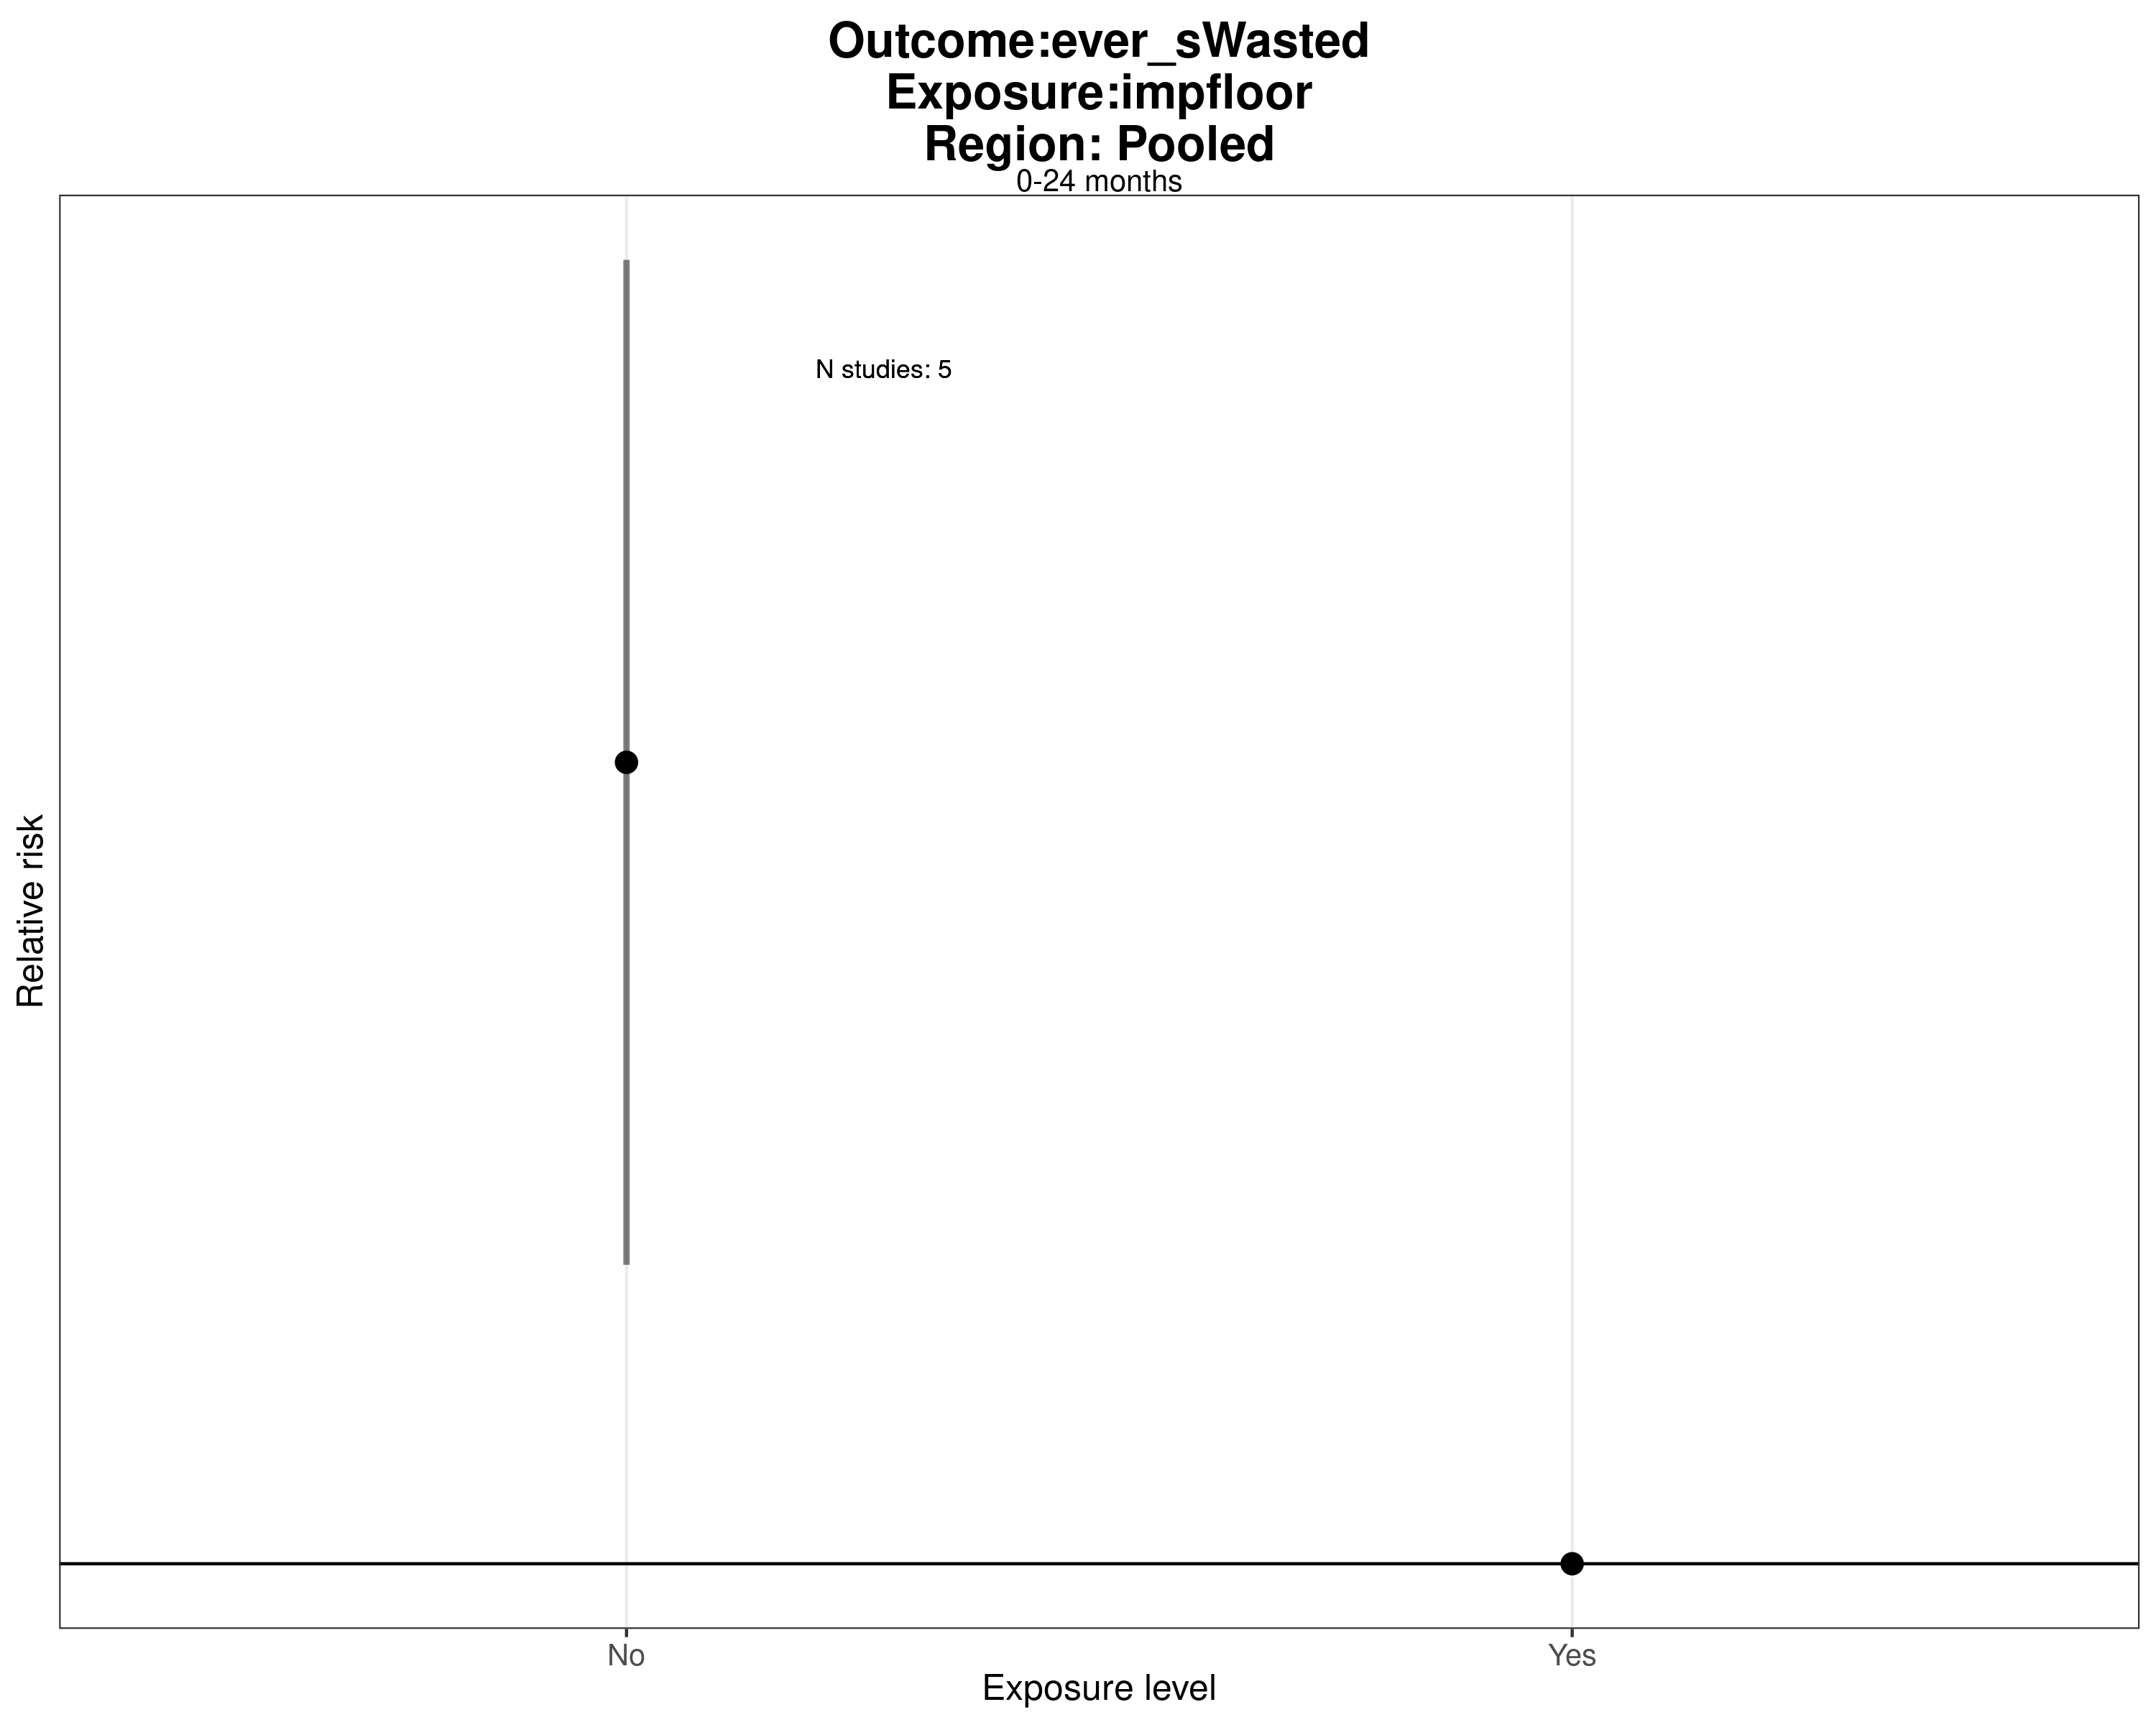 Outcome:ever_sWasted
Exposure:impfloor
Region: Pooled
0-24 months
N studies: 5
Relative risk
No
Yes
Exposure level